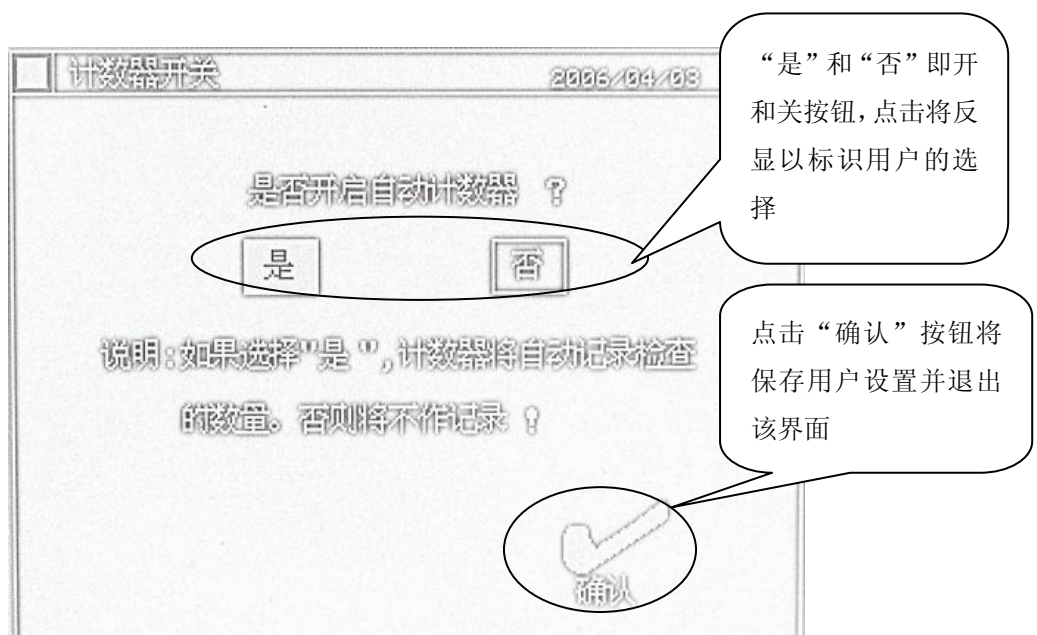 计数器开关 2006/04/03
是否开启自动计数器 ?
是 否
说明:如果选择"是 ",计数器将自动记录检查
的数量。否则将不作记录 !
确认
“是”和“否”即开
和关按钮,点击将反
显以标识用户的选
择
点击“确认”按钮将
保存用户设置并退出
该界面